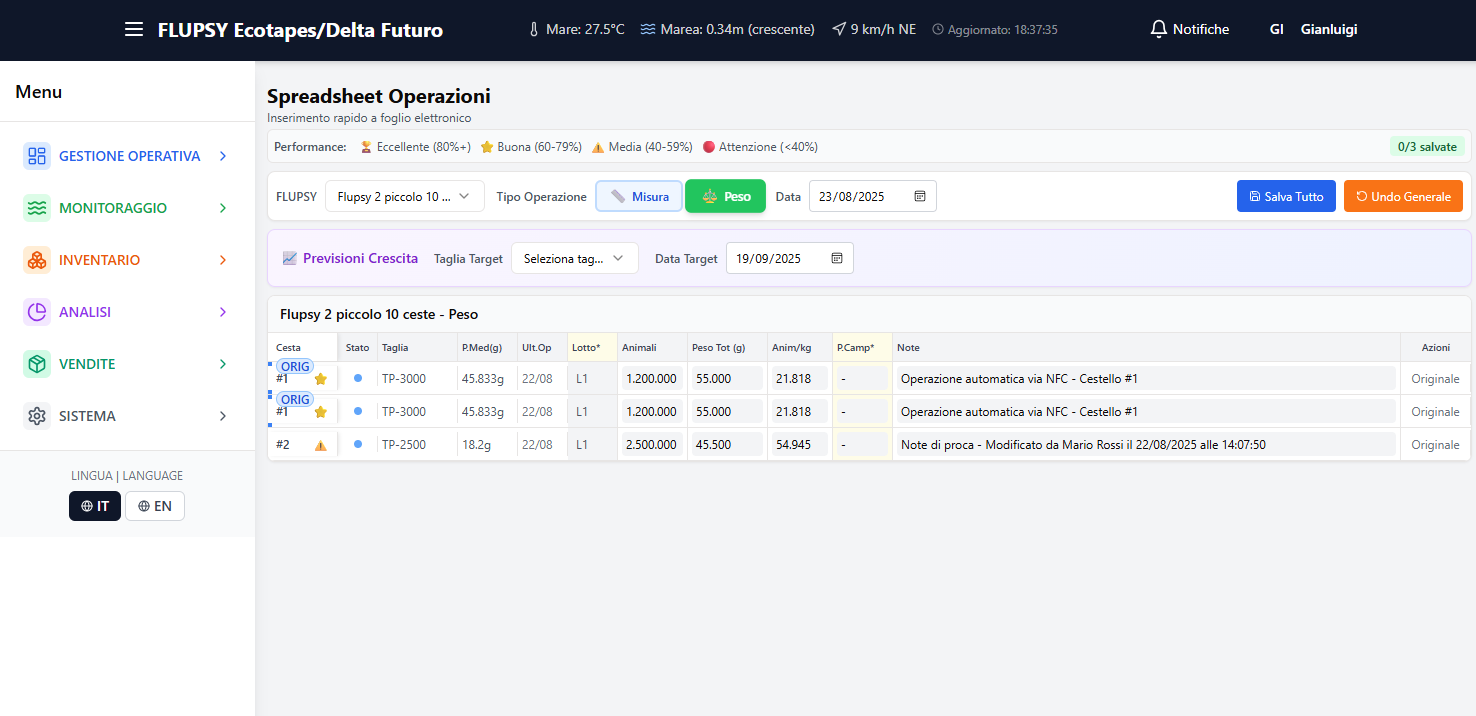 FLUPSY Ecotapes/Delta Futuro
Mare: 27.5°C Marea: 0.34m (crescente) 9 km/h NE Aggiornato: 18:37:35
Notifiche GI Gianluigi
Menu
GESTIONE OPERATIVA
MONITORAGGIO
INVENTARIO
ANALISI
VENDITE
SISTEMA
LINGUA | LANGUAGE
IT EN
Spreadsheet Operazioni
Inserimento rapido a foglio elettronico
Performance: Eccellente (80%+) Buona (60-79%) Media (40-59%) Attenzione (<40%) 0/3 salvate
FLUPSY Flupsy 2 piccolo 10 ... Tipo Operazione Misura Peso Data 23/08/2025 Salva Tutto Undo Generale
Previsioni Crescita Taglia Target Seleziona tag... Data Target 19/09/2025
Flupsy 2 piccolo 10 ceste - Peso
Cesta Stato Taglia P.Med(g) Ult.Op Lotto* Animali Peso Tot (g) Anim/kg P.Camp* Note Azioni
ORIG
#1 TP-3000 45.833g 22/08 L1 1.200.000 55.000 21.818 - Operazione automatica via NFC - Cestello #1 Originale
ORIG
#1 TP-3000 45.833g 22/08 L1 1.200.000 55.000 21.818 - Operazione automatica via NFC - Cestello #1 Originale
#2 TP-2500 18.2g 22/08 L1 2.500.000 45.500 54.945 - Note di proca - Modificato da Mario Rossi il 22/08/2025 alle 14:07:50 Originale